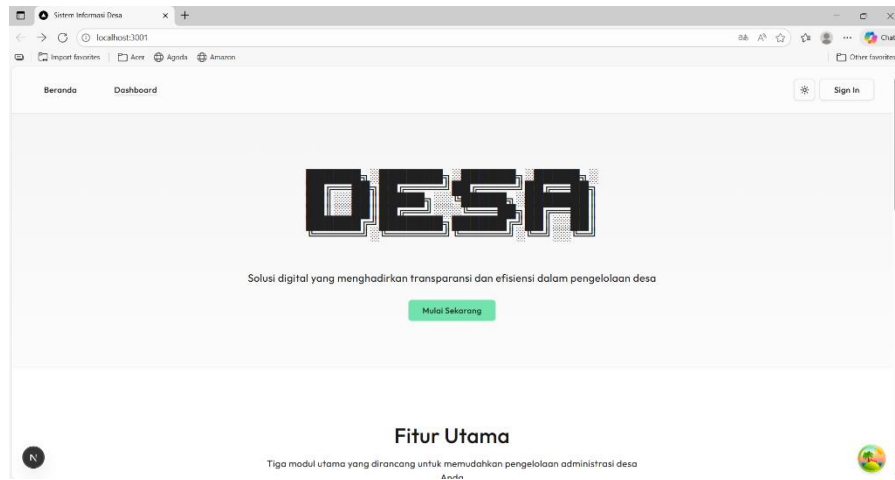 Sistem Informasi Desa
localhost:3001
Import favorites
Acer
Agoda
Amazon
Other favorites
Chat
Beranda
Dashboard
Sign In
DESA
Solusi digital yang menghadirkan transparansi dan efisiensi dalam pengelolaan desa
Mulai Sekarang
Fitur Utama
Tiga modul utama yang dirancang untuk memudahkan pengelolaan administrasi desa
Anda
N